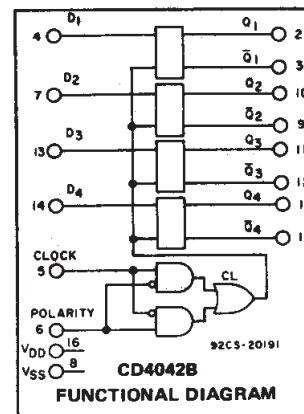 4 D1 Q1 2
Q̄1 3
7 D2 Q2 10
Q̄2 9
13 D3 Q3 11
Q̄3
14 D4 Q4 1
Q̄4
CLOCK
5
CL
POLARITY
6
92CS-20191
VDD 16
VSS 8
CD4042B
FUNCTIONAL DIAGRAM